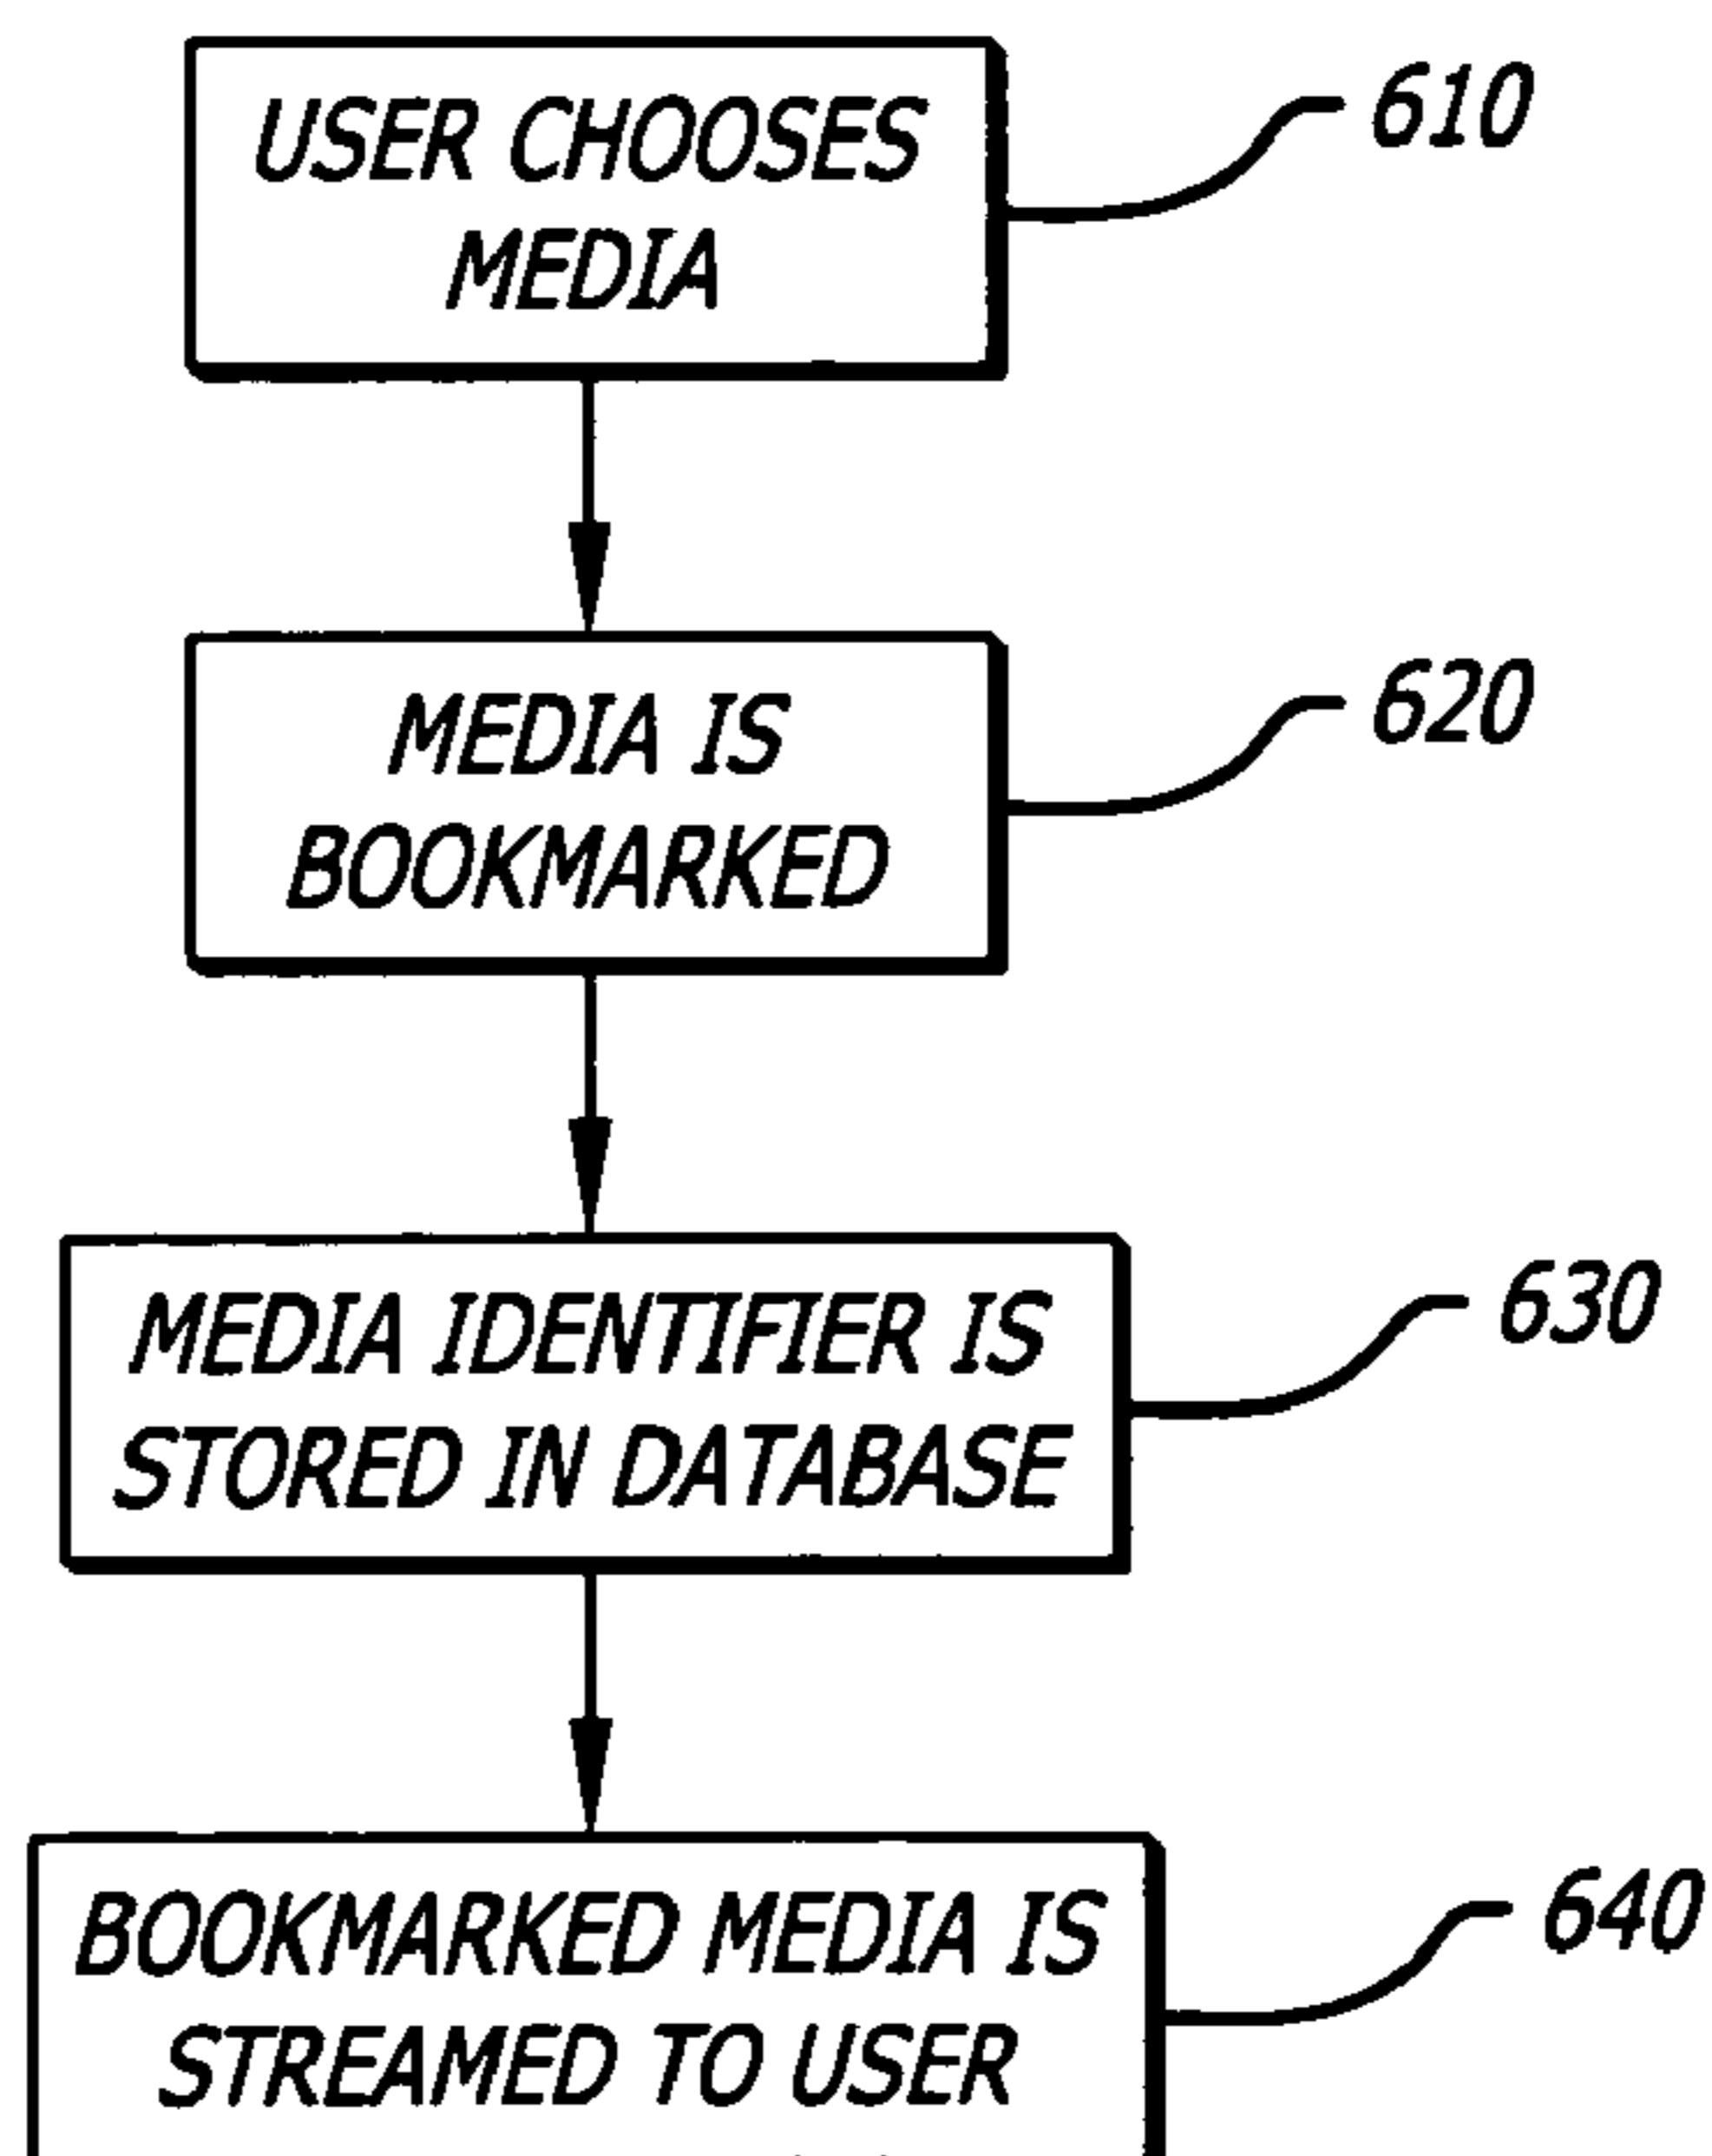 USER CHOOSES
MEDIA
610
MEDIA IS
BOOKMARKED
620
MEDIA IDENTIFIER IS
STORED IN DATABASE
630
BOOKMARKED MEDIA IS
STREAMED TO USER
640